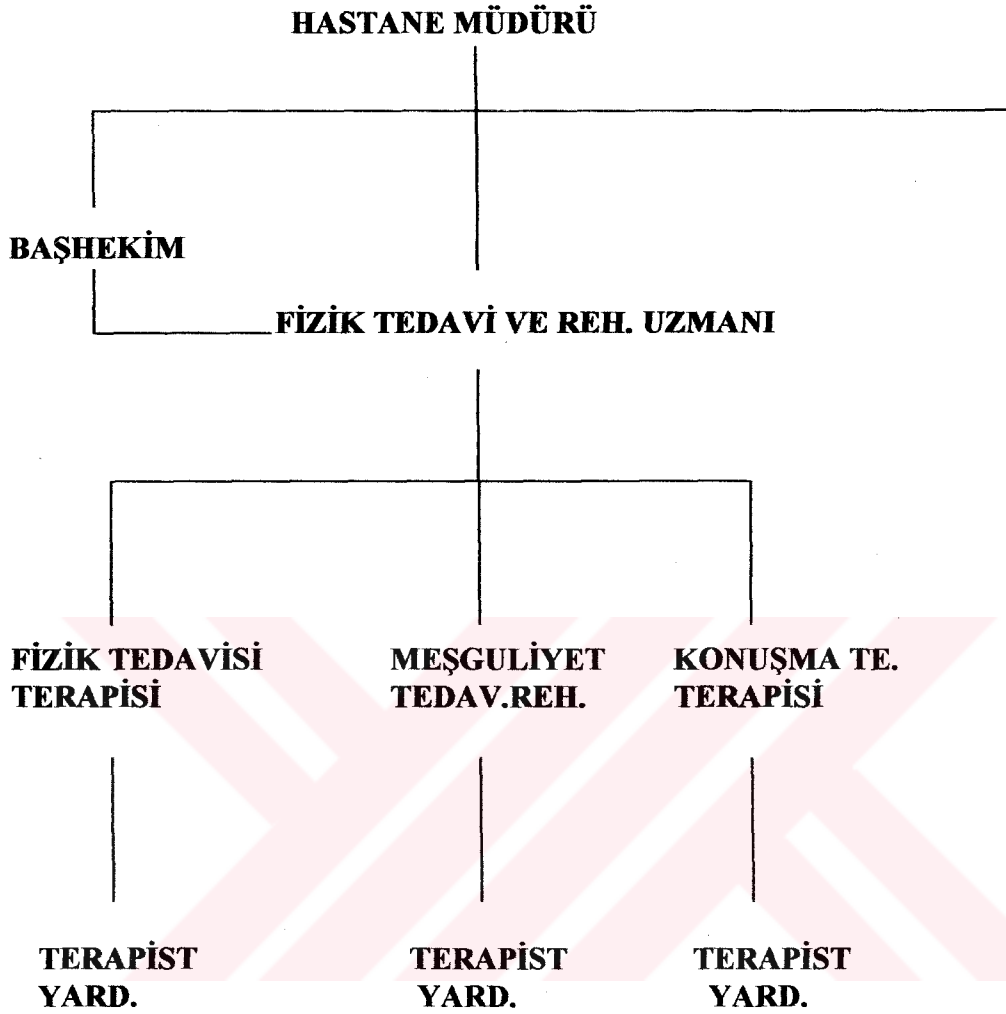 HASTANE MÜDÜRÜ
BAŞHEKİM
FİZİK TEDAVİ VE REH. UZMANI
FİZİK TEDAVİSİ
TERAPİSİ
MEŞGULİYET
TEDAV.REH.
KONUŞMA TE.
TERAPİSİ
TERAPİST
YARD.
TERAPİST
YARD.
TERAPİST
YARD.